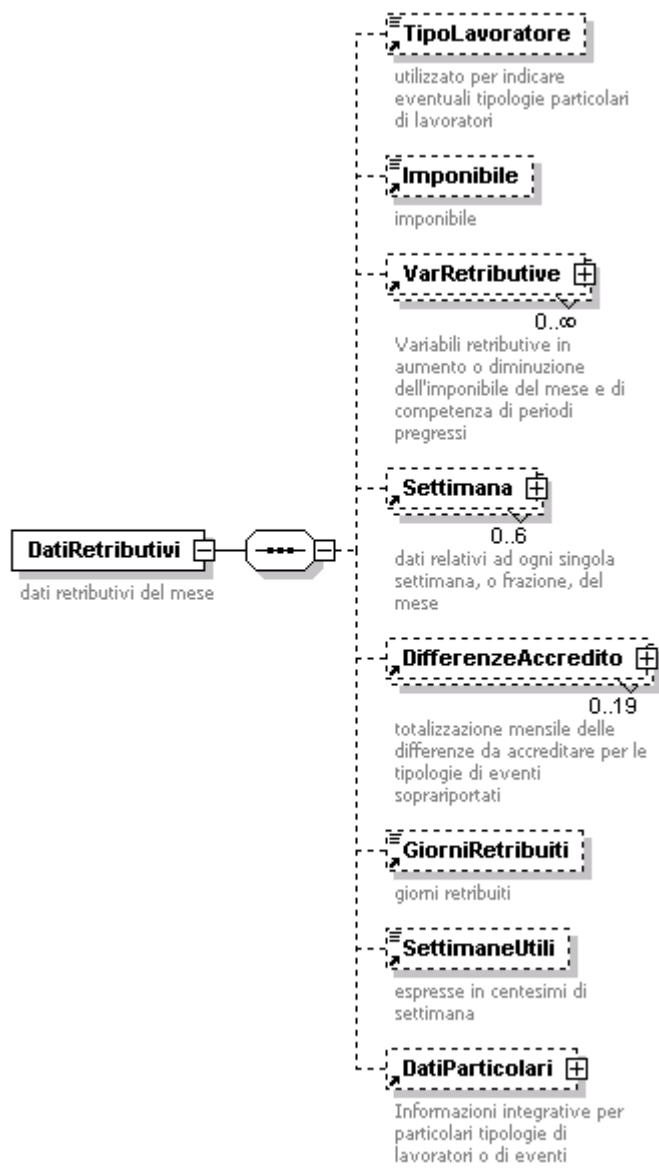 TipoLavoratore
utilizzato per indicare
eventuali tipologie particolari
di lavoratori
Imponibile
imponibile
VarRetributive
0..∞
Variabili retributive in
aumento o diminuzione
dell'imponibile del mese e di
competenza di periodi
pregressi
Settimana
0..6
dati relativi ad ogni singola
settimana, o frazione, del
mese
DatiRetributivi
dati retributivi del mese
DifferenzeAccredito
0..19
totalizzazione mensile delle
differenze da accreditare per le
tipologie di eventi
soprariportati
GiorniRetribuiti
giorni retribuiti
SettimaneUtili
espresse in centesimi di
settimana
DatiParticolari
Informazioni integrative per
particolari tipologie di
lavoratori o di eventi